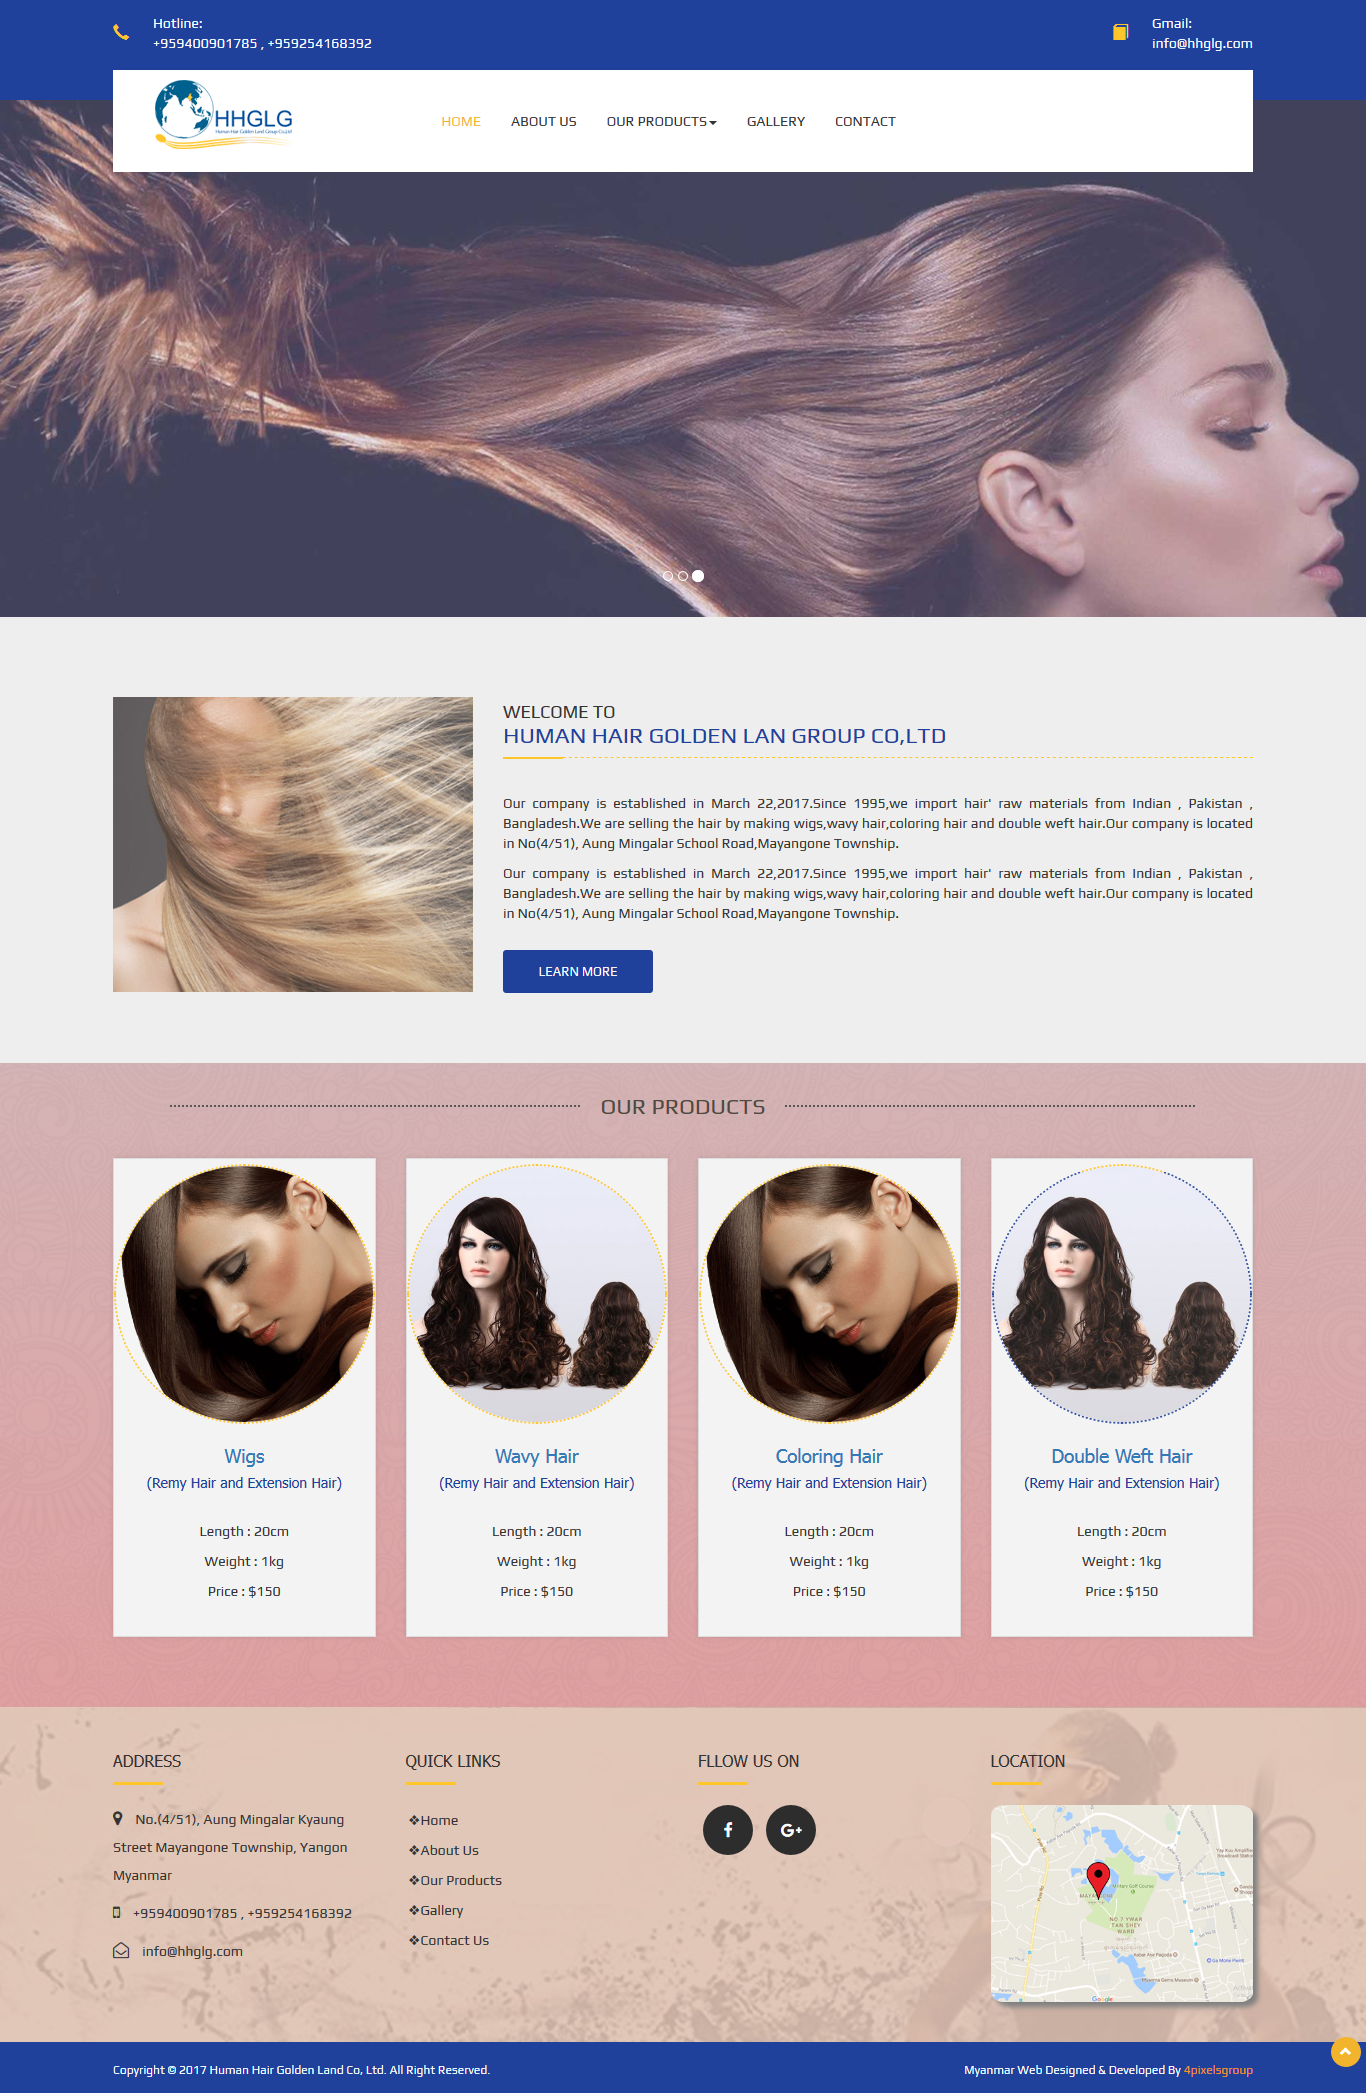 Hotline:
+959400901785 , +959254168392
Gmail:
info@hhglg.com
HHGLG
Human Hair Golden Land Group Co;Ltd
HOME
ABOUT US
OUR PRODUCTS
GALLERY
CONTACT
WELCOME TO
HUMAN HAIR GOLDEN LAN GROUP CO,LTD
Our company is established in March 22,2017.Since 1995,we import hair' raw materials from Indian , Pakistan ,
Bangladesh.We are selling the hair by making wigs,wavy hair,coloring hair and double weft hair.Our company is located
in No(4/51), Aung Mingalar School Road,Mayangone Township.
Our company is established in March 22,2017.Since 1995,we import hair' raw materials from Indian , Pakistan ,
Bangladesh.We are selling the hair by making wigs,wavy hair,coloring hair and double weft hair.Our company is located
in No(4/51), Aung Mingalar School Road,Mayangone Township.
LEARN MORE
OUR PRODUCTS
Wigs
(Remy Hair and Extension Hair)
Length : 20cm
Weight : 1kg
Price : $150
Wavy Hair
(Remy Hair and Extension Hair)
Length : 20cm
Weight : 1kg
Price : $150
Coloring Hair
(Remy Hair and Extension Hair)
Length : 20cm
Weight : 1kg
Price : $150
Double Weft Hair
(Remy Hair and Extension Hair)
Length : 20cm
Weight : 1kg
Price : $150
ADDRESS
No.(4/51), Aung Mingalar Kyaung
Street Mayangone Township, Yangon
Myanmar
+959400901785 , +959254168392
info@hhglg.com
QUICK LINKS
❖Home
❖About Us
❖Our Products
❖Gallery
❖Contact Us
FLLOW US ON
f
G+
LOCATION
NO 7 YWAR
TAN SHEY
WARD
Myanma Gems Museum
Google
Copyright © 2017 Human Hair Golden Land Co, Ltd. All Right Reserved.
Myanmar Web Designed & Developed By 4pixelsgroup